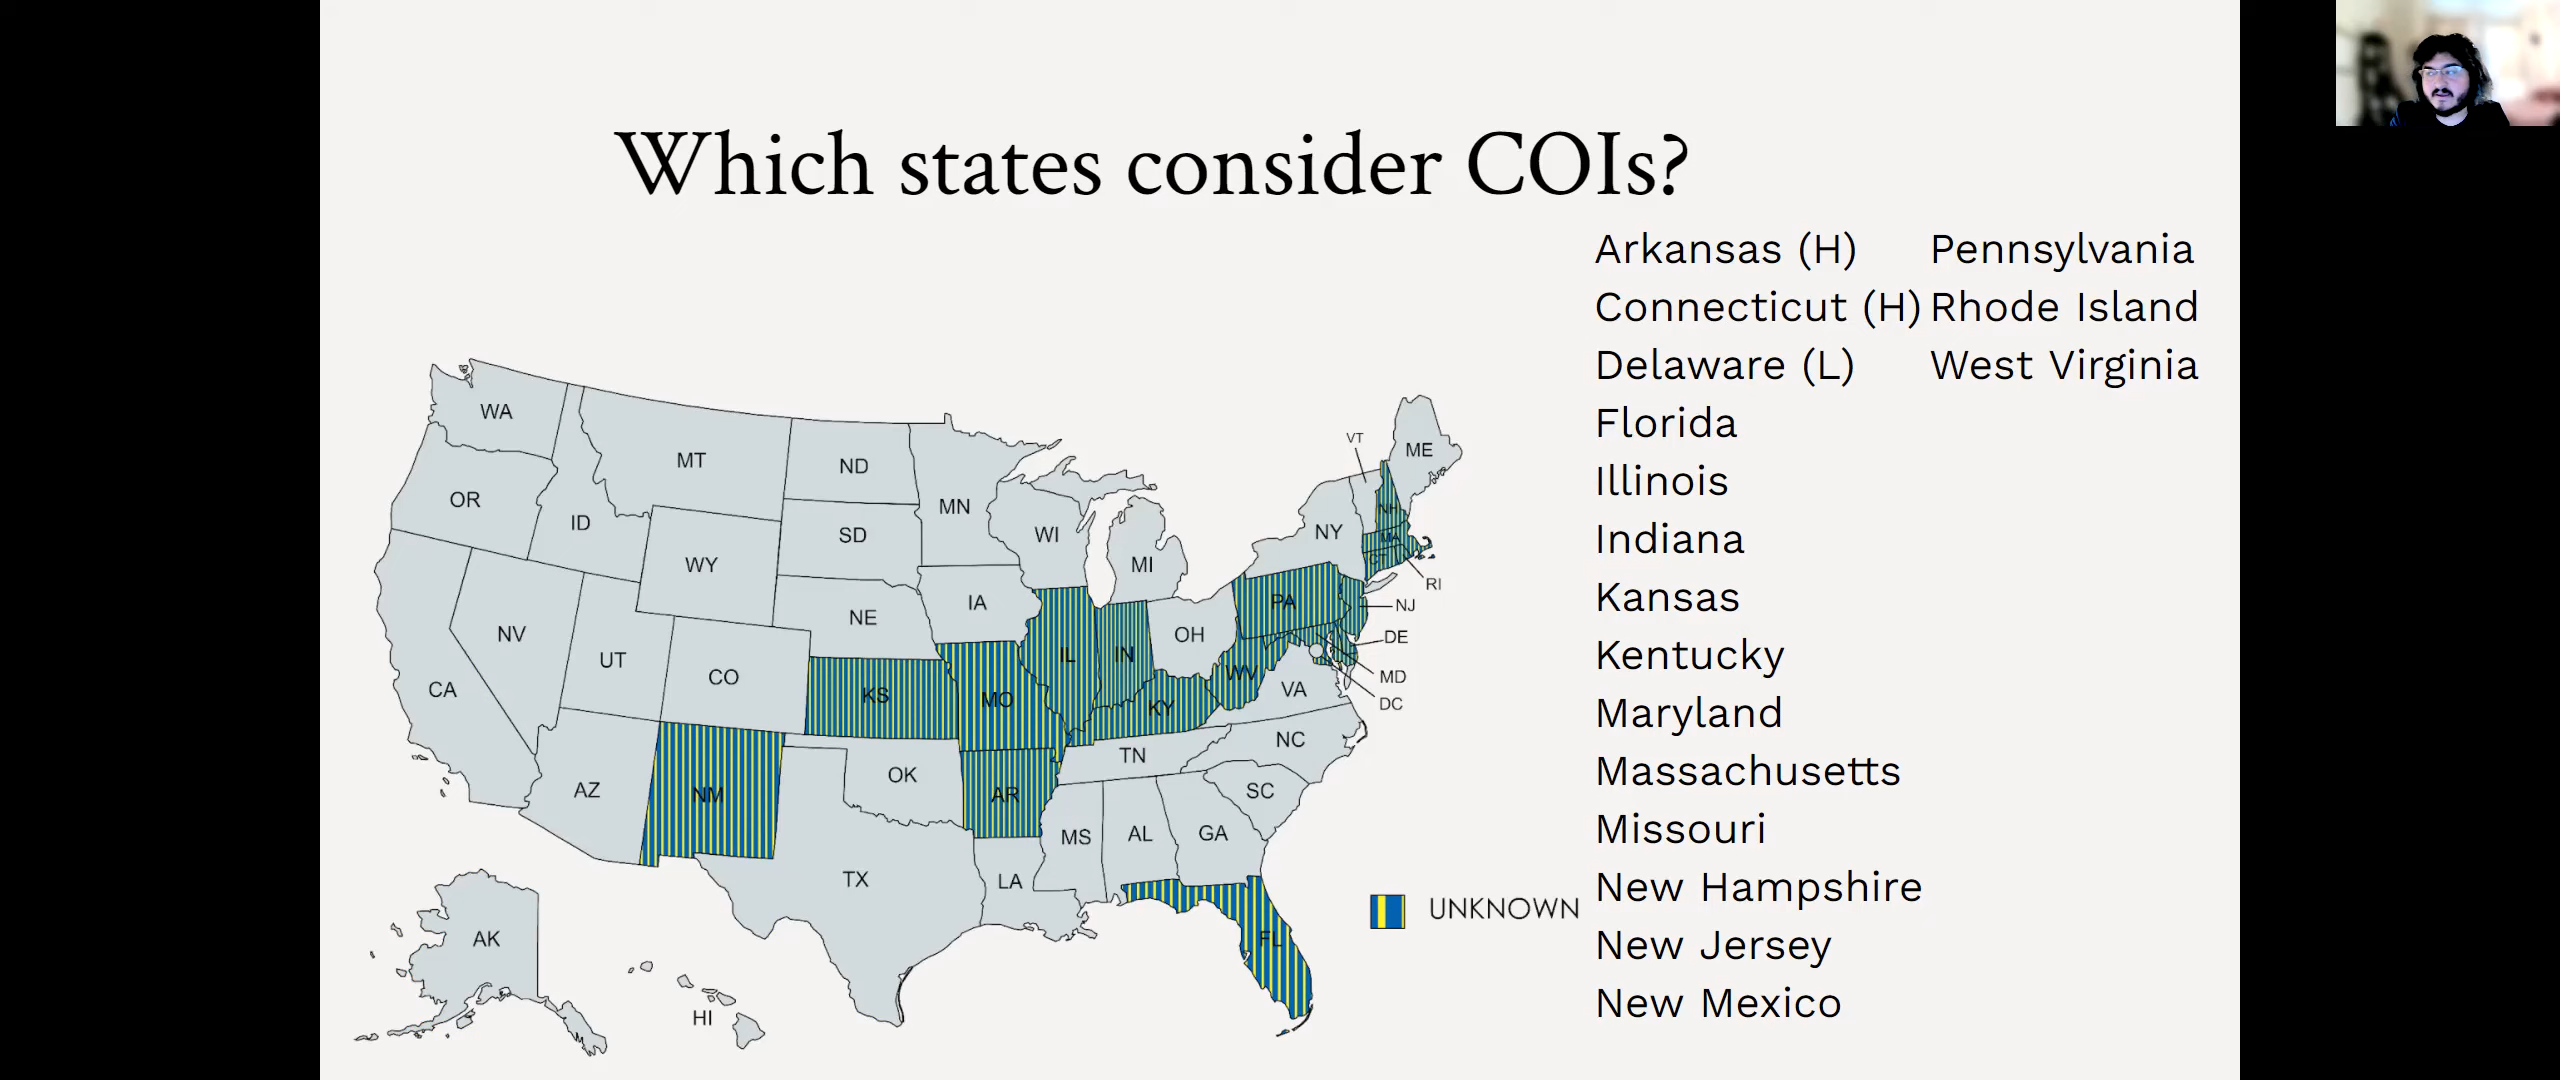 Which states consider COIs?
Arkansas (H)
Connecticut (H)
Delaware (L)
Florida
Illinois
Indiana
Kansas
Kentucky
Maryland
Massachusetts
Missouri
New Hampshire
New Jersey
New Mexico
Pennsylvania
Rhode Island
West Virginia
WA
OR
CA
NV
ID
MT
WY
UT
CO
AZ
NM
ND
SD
NE
KS
OK
TX
MN
IA
MO
AR
LA
WI
IL
MI
IN
OH
KY
TN
MS
AL
GA
FL
SC
NC
VA
WV
PA
NY
VT
ME
NH
MA
CT
RI
NJ
DE
MD
DC
AK
HI
UNKNOWN